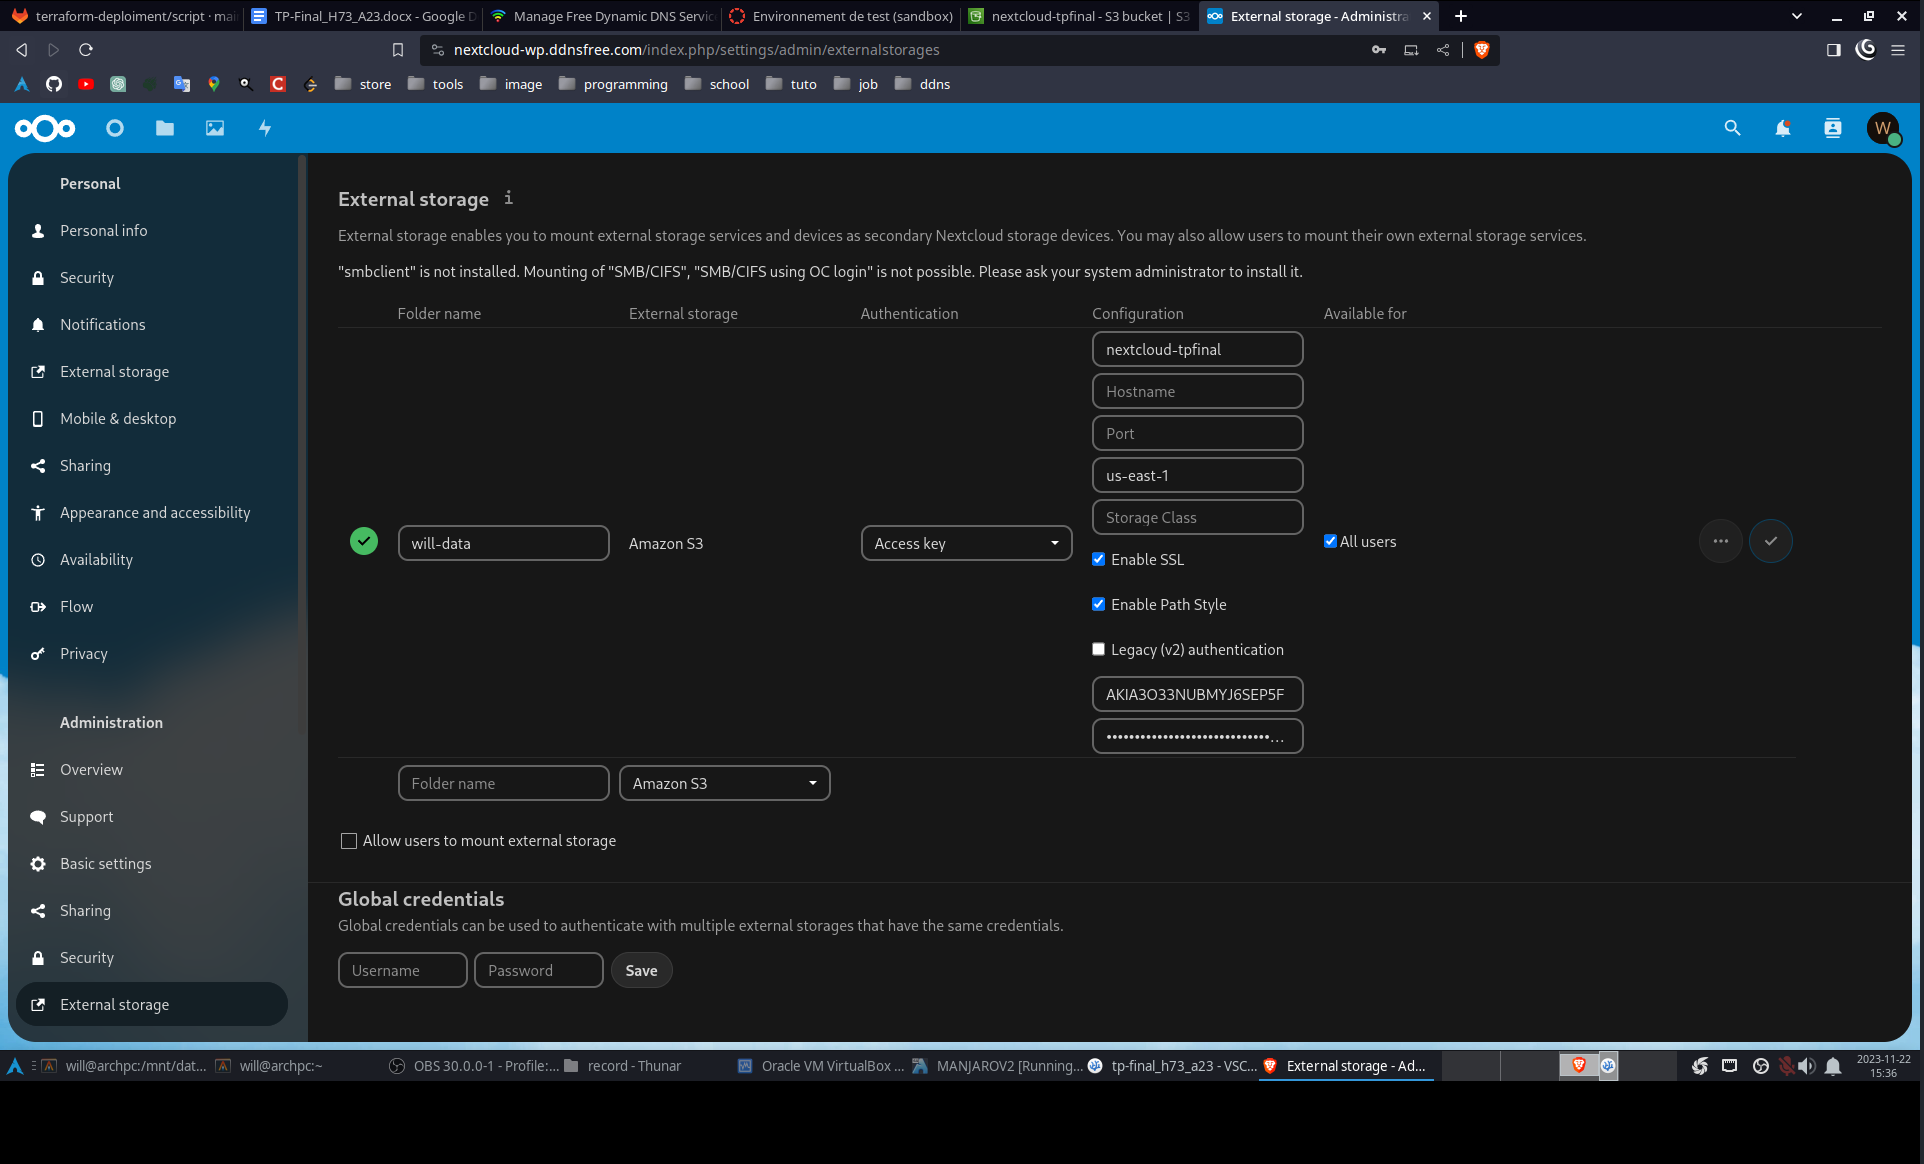 terraform-deploiment/script · mai
TP-Final_H73_A23.docx - Google D
Manage Free Dynamic DNS Servic
Environnement de test (sandbox)
nextcloud-tpfinal - S3 bucket | S3
External storage - Administra
nextcloud-wp.ddnsfree.com/index.php/settings/admin/externalstorages
store
tools
image
programming
school
tuto
job
ddns
W
Personal
Personal info
Security
Notifications
External storage
Mobile & desktop
Sharing
Appearance and accessibility
Availability
Flow
Privacy
Administration
Overview
Support
Basic settings
Sharing
Security
External storage
External storage
External storage enables you to mount external storage services and devices as secondary Nextcloud storage devices. You may also allow users to mount their own external storage services.
"smbclient" is not installed. Mounting of "SMB/CIFS", "SMB/CIFS using OC login" is not possible. Please ask your system administrator to install it.
Folder name External storage Authentication Configuration Available for
nextcloud-tpfinal
Hostname
Port
us-east-1
Storage Class
will-data Amazon S3 Access key
All users
Enable SSL
Enable Path Style
Legacy (v2) authentication
AKIA3O33NUBMYJ6SEP5F
••••••••••••••••••••••••••••••...
Folder name Amazon S3
Allow users to mount external storage
Global credentials
Global credentials can be used to authenticate with multiple external storages that have the same credentials.
Username Password Save
will@archpc:/mnt/dat...
will@archpc:~
OBS 30.0.0-1 - Profile:...
record - Thunar
Oracle VM VirtualBox ...
MANJAROV2 [Running...
tp-final_h73_a23 - VSC...
External storage - Ad...
2023-11-22
15:36